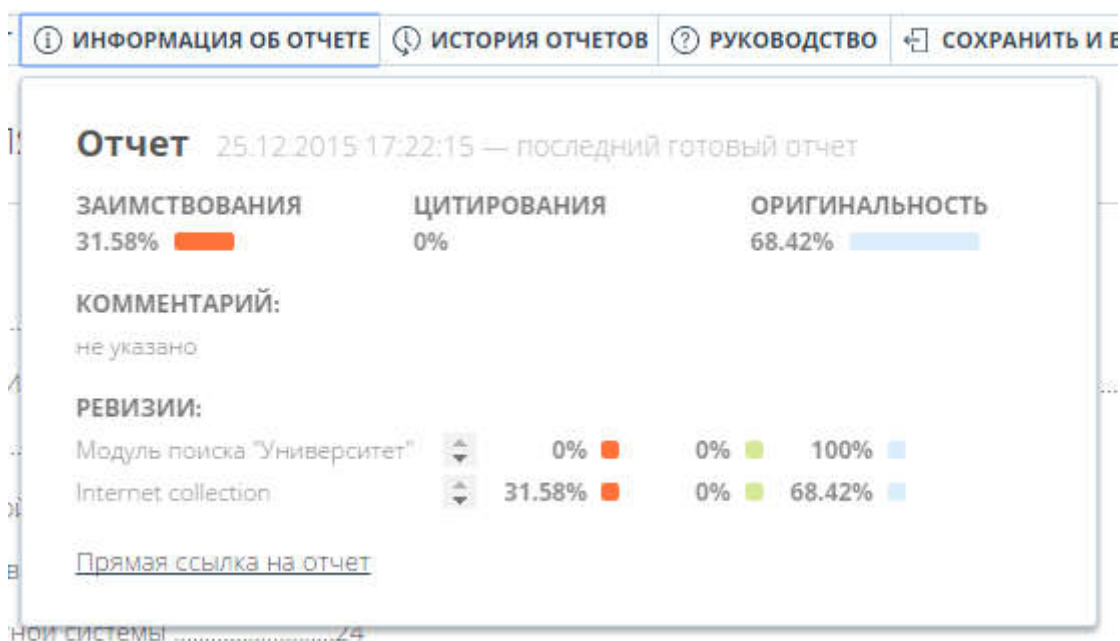 ИНФОРМАЦИЯ ОБ ОТЧЕТЕ ИСТОРИЯ ОТЧЕТОВ РУКОВОДСТВО СОХРАНИТЬ И
Отчет 25.12.2015 17:22:15 — последний готовый отчет
ЗАИМСТВОВАНИЯ ЦИТИРОВАНИЯ ОРИГИНАЛЬНОСТЬ
31.58% 0% 68.42%
КОММЕНТАРИЙ:
не указано
РЕВИЗИИ:
Модуль поиска "Университет" 0% 0% 100%
Internet collection 31.58% 0% 68.42%
Прямая ссылка на отчет
ной системы ...........................24